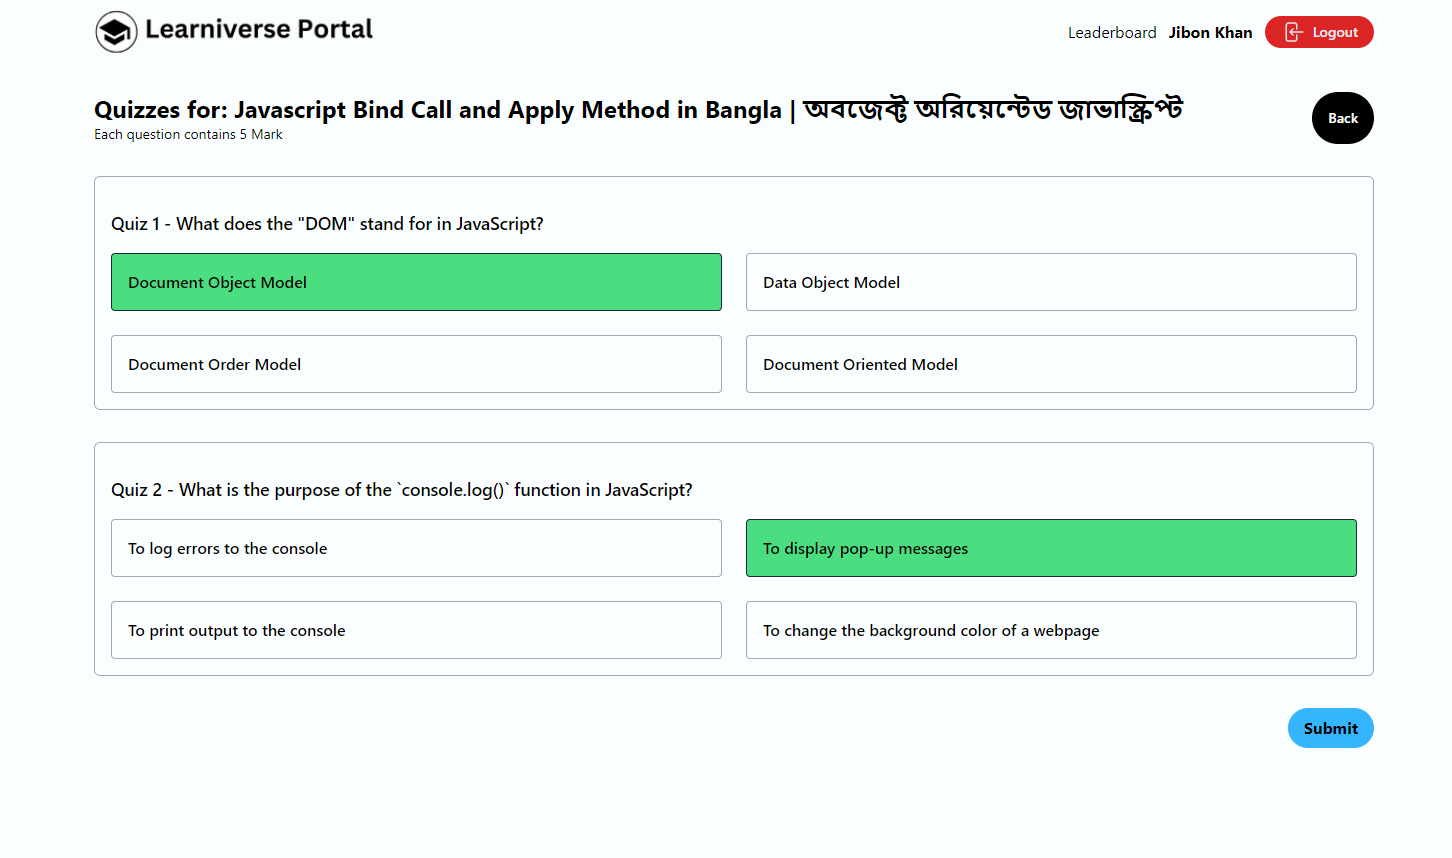 Learniverse Portal
Leaderboard Jibon Khan Logout
Quizzes for: Javascript Bind Call and Apply Method in Bangla | অবজেক্ট অরিয়েন্টেড জাভাস্ক্রিপ্ট
Each question contains 5 Mark
Back
Quiz 1 - What does the "DOM" stand for in JavaScript?
Document Object Model
Data Object Model
Document Order Model
Document Oriented Model
Quiz 2 - What is the purpose of the `console.log()` function in JavaScript?
To log errors to the console
To display pop-up messages
To print output to the console
To change the background color of a webpage
Submit